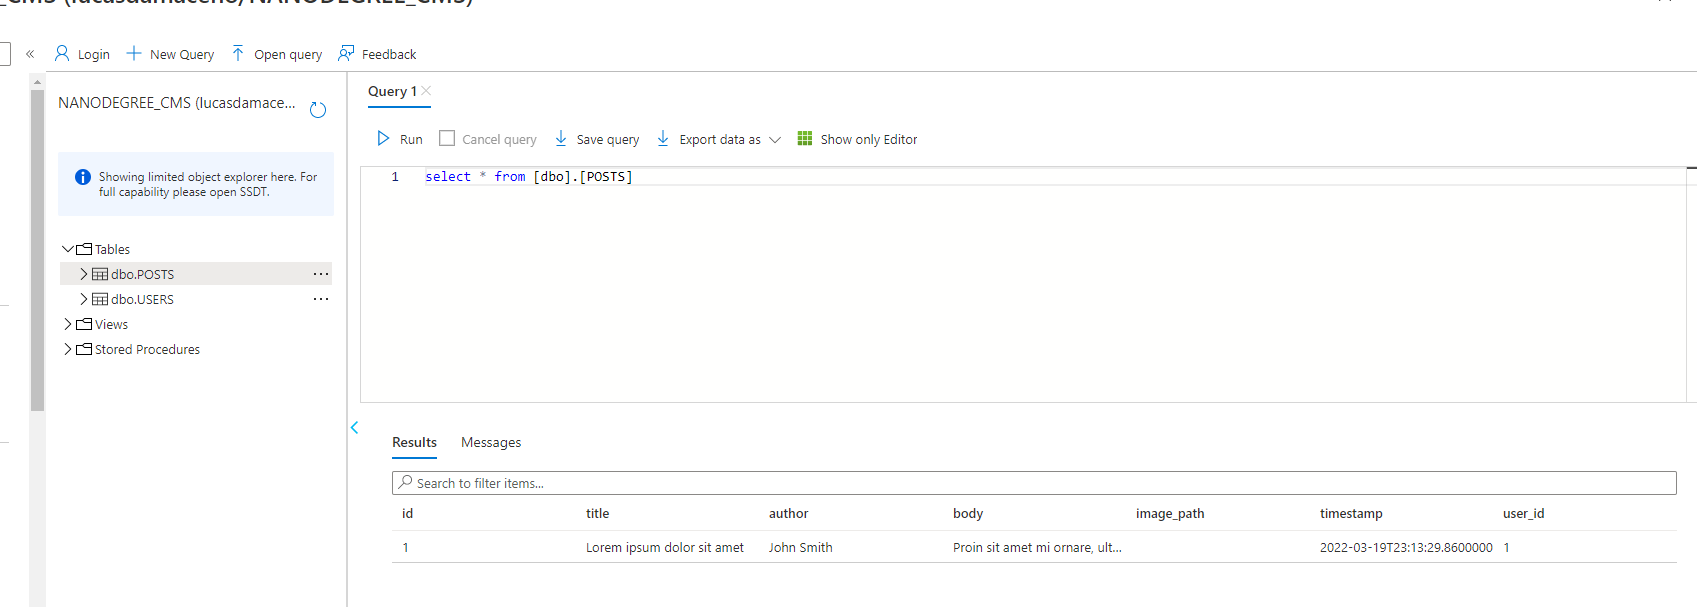 _CMS (lucasdamaceno/NANODEGREE_CMS)
« Login New Query Open query Feedback
NANODEGREE_CMS (lucasdamace...
Showing limited object explorer here. For
full capability please open SSDT.
Tables
dbo.POSTS ...
dbo.USERS ...
Views
Stored Procedures
Query 1
Run Cancel query Save query Export data as Show only Editor
1 select * from [dbo].[POSTS]
Results Messages
Search to filter items...
id title author body image_path timestamp user_id
1 Lorem ipsum dolor sit amet John Smith Proin sit amet mi ornare, ult... 2022-03-19T23:13:29.8600000 1